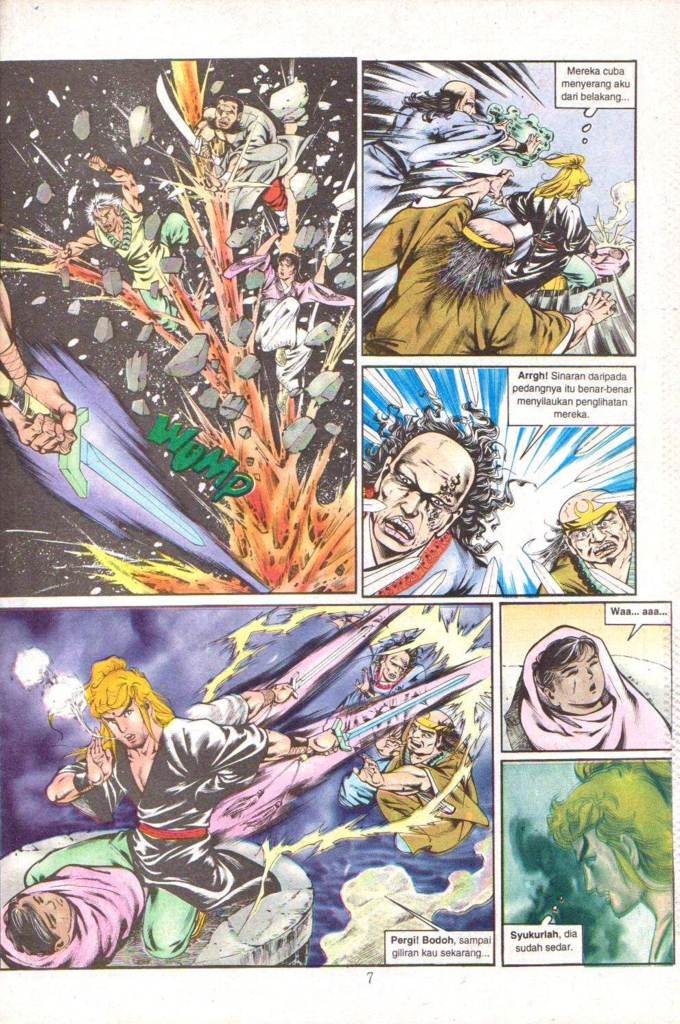 WOMP
Mereka cuba
menyerang aku
dari belakang...
Arrgh! Sinaran daripada
pedangnya itu benar-benar
menyilaukan penglihatan
mereka.
Pergi! Bodoh, sampai
giliran kau sekarang...
Waa... aaa...
Syukurlah, dia
sudah sedar.
7